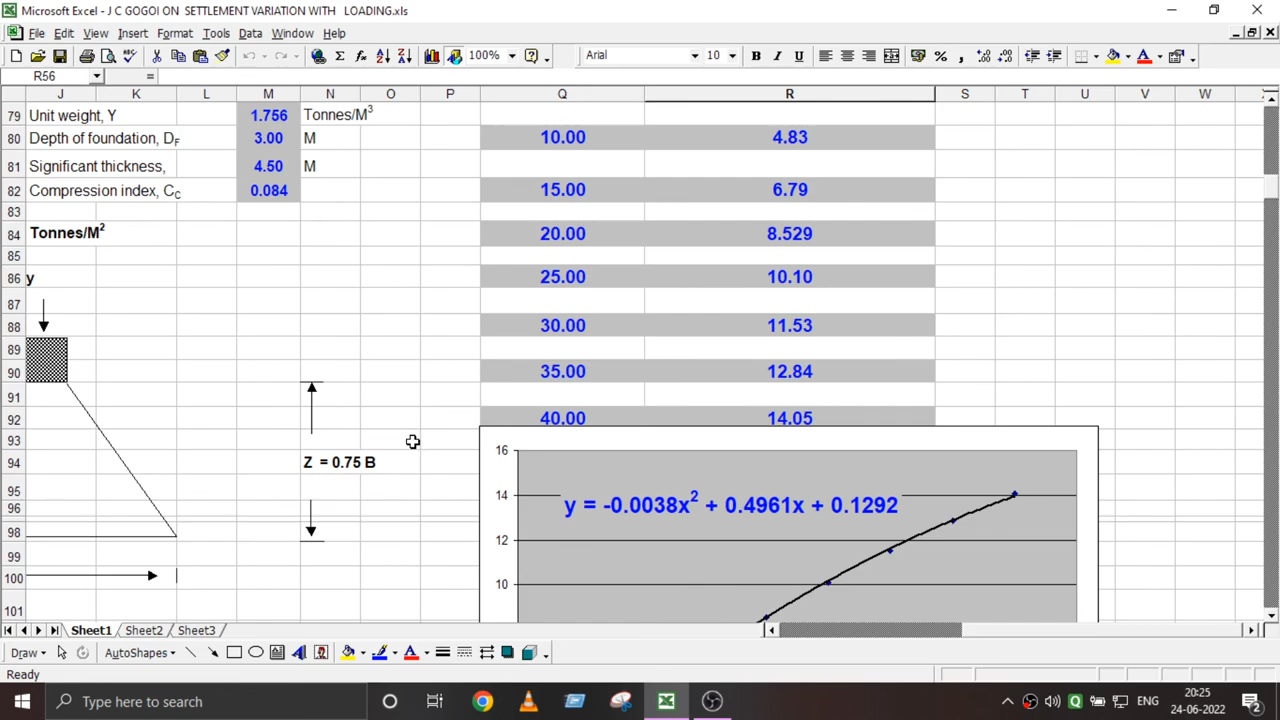 Microsoft Excel - J C GOGOI ON SETTLEMENT VARIATION WITH LOADING.xls
File Edit View Insert Format Tools Data Window Help
100% Arial 10 B I U
R56 =
J K L M N O P Q R S T U V W
79 Unit weight, Y 1.756 Tonnes/M3
80 Depth of foundation, DF 3.00 M 10.00 4.83
81 Significant thickness, 4.50 M
82 Compression index, CC 0.084 15.00 6.79
83
84 Tonnes/M2 20.00 8.529
85
86 y 25.00 10.10
87
88 30.00 11.53
89
90 35.00 12.84
91
92 40.00 14.05
93
16
94 Z = 0.75 B
95 14 y = -0.0038x2 + 0.4961x + 0.1292
96
98 12
99
100 10
101
Sheet1 Sheet2 Sheet3
Draw AutoShapes
Ready
Type here to search ENG 20:25
24-06-2022
2